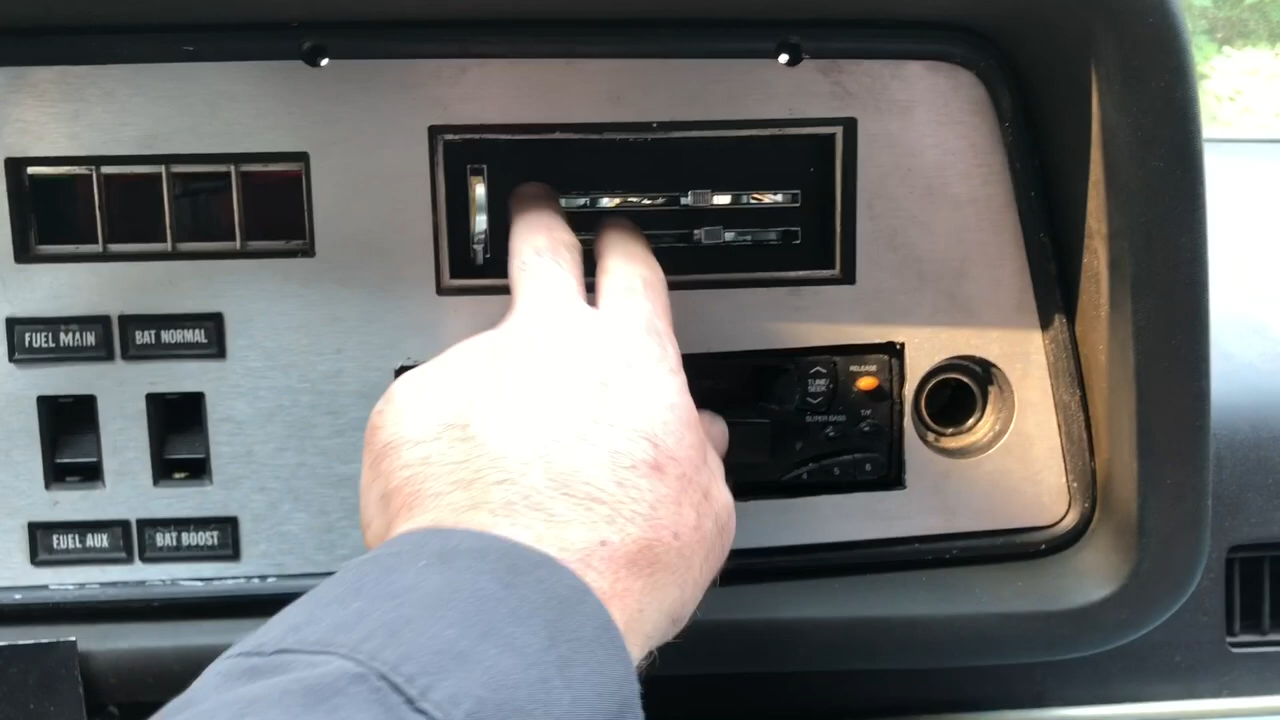 FUEL MAIN
BAT NORMAL
FUEL AUX
BAT BOOST
RELEASE
TUNE/
SEEK
SUPER BASS
T/F
4 5 6